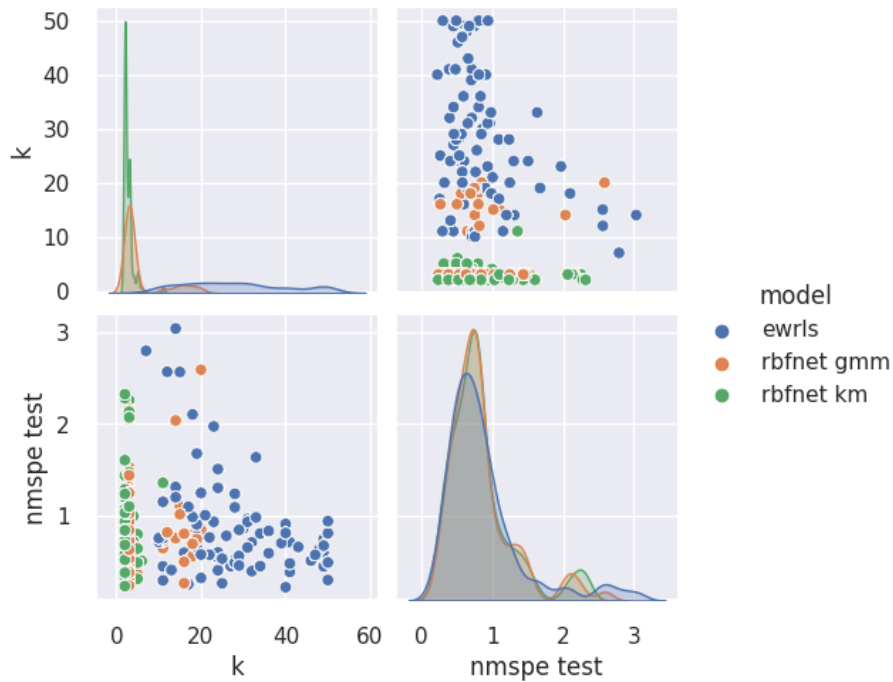 50
40
30
20
10
0
k
model
ewrls
rbfnet gmm
rbfnet km
3
2
1
nmspe test
0 20 40 60
0 1 2 3
k
nmspe test